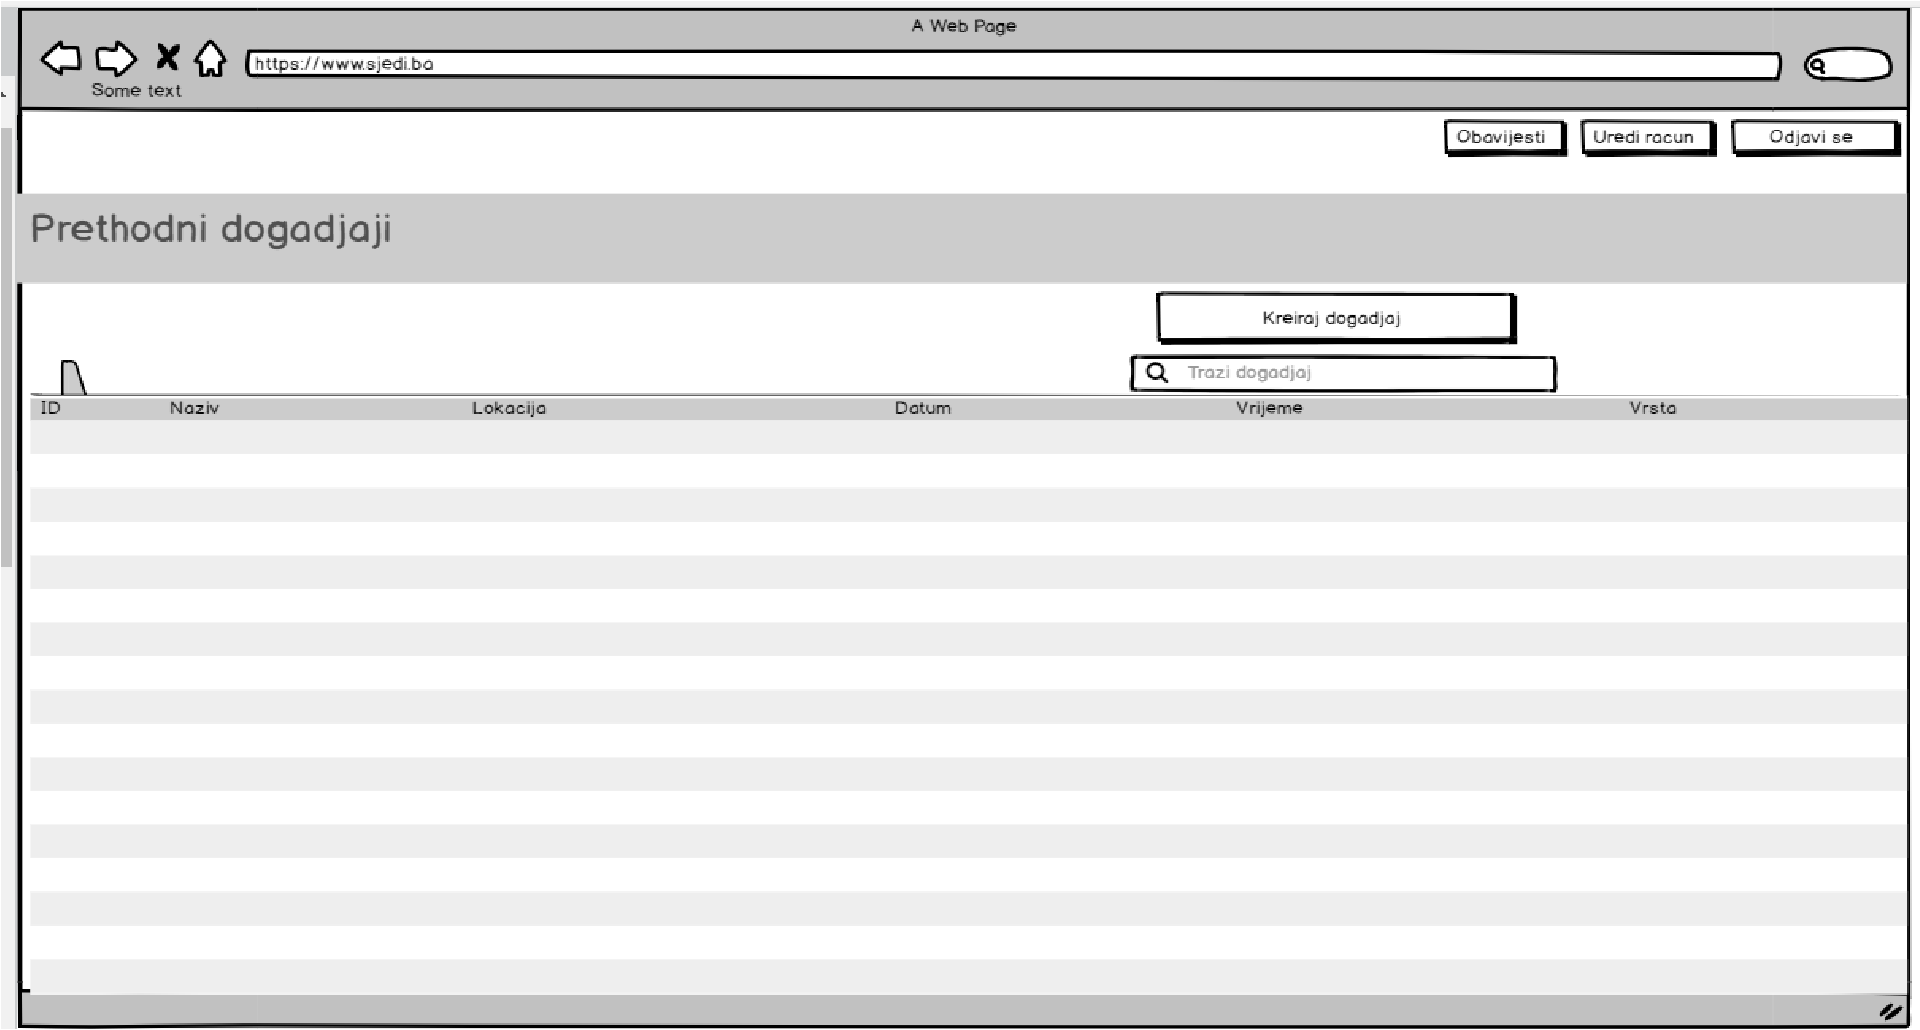 A Web Page
https://www.sjedi.ba
Some text
Obavijesti
Uredi racun
Odjavi se
Prethodni dogadjaji
Kreiraj dogadjaj
Trazi dogadjaj
ID Naziv Lokacija Datum Vrijeme Vrsta